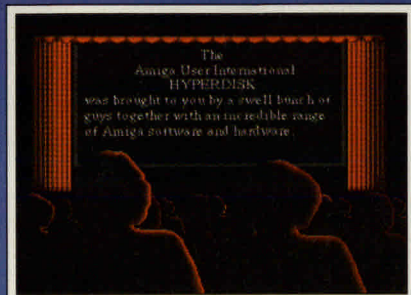 The
Amiga User International
HYPERDISK
was brought to you by a swell bunch of
guys together with an incredible range
of Amiga software and hardware.